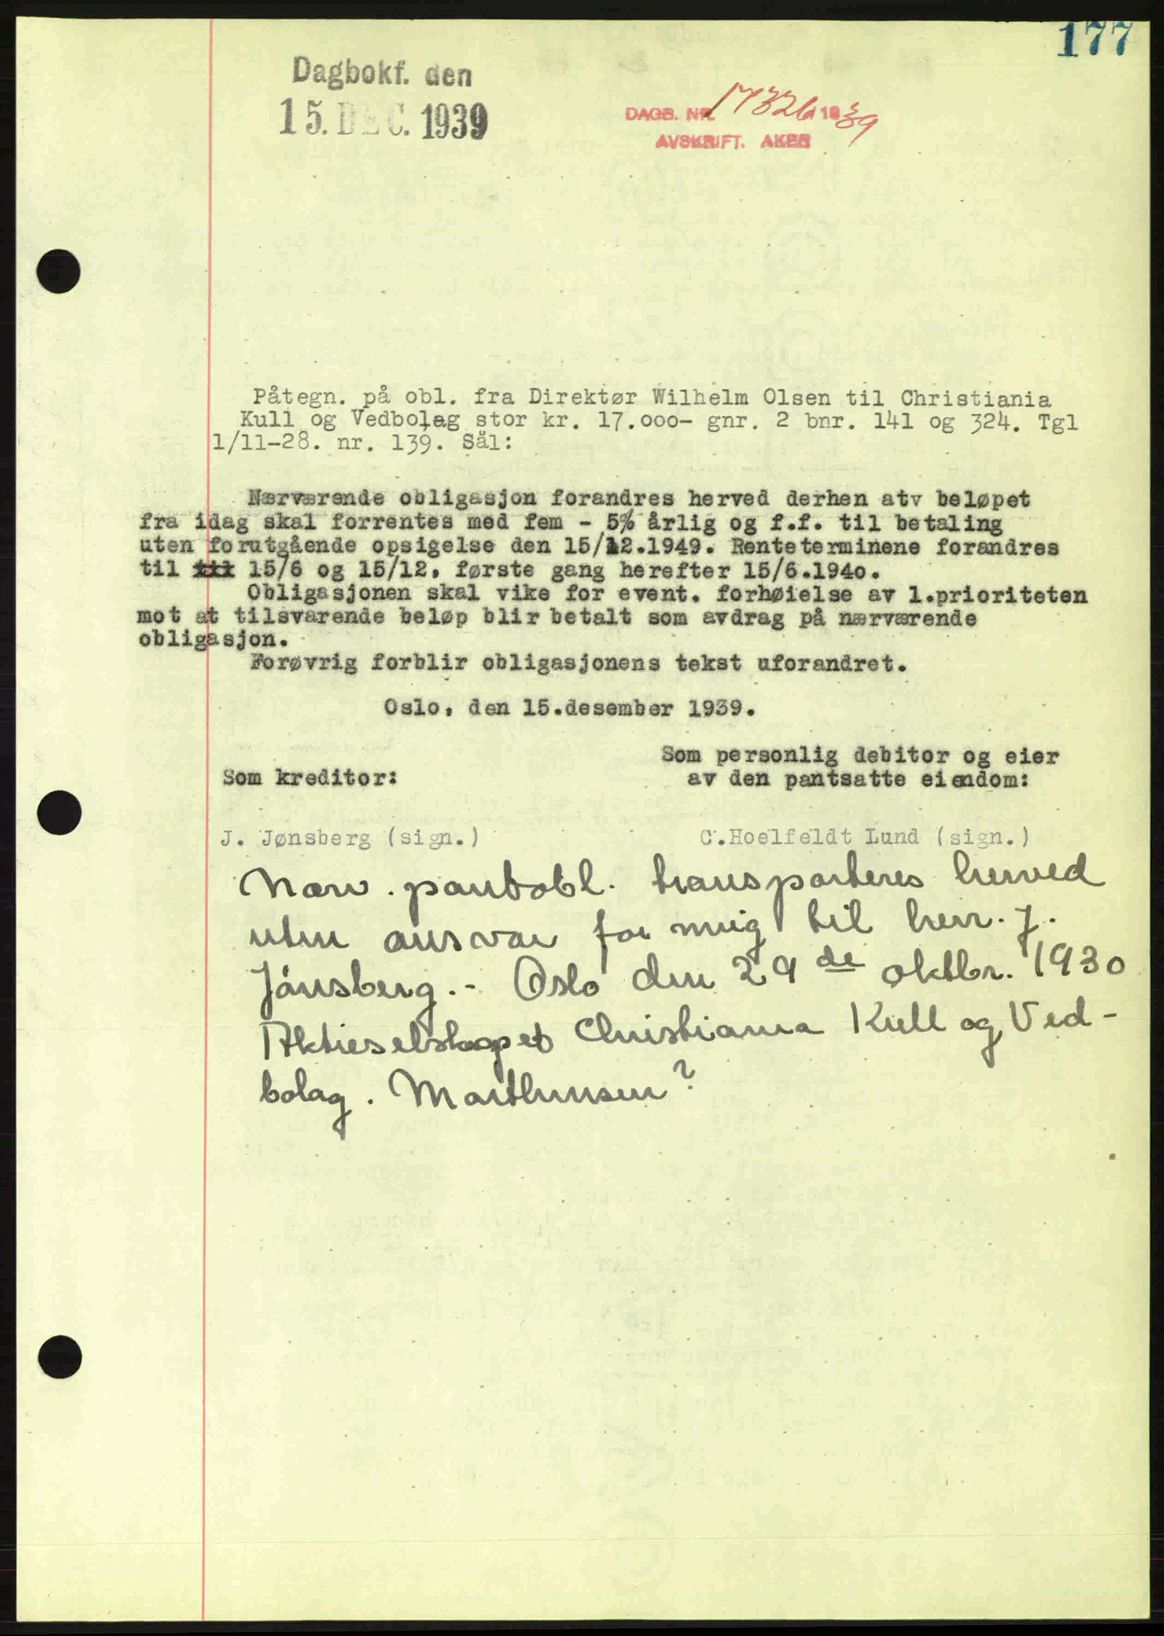 177
Dagbokf. den
15. DEC. 1939
DAGB. NR. 17326 1939
AVSKRIFT. AKER
Påtegn. på obl. fra Direktør Wilhelm Olsen til Christiania
Kull og Vedbolag stor kr. 17.ooo- gnr. 2 bnr. 141 og 324. Tgl
1/11-28. nr. 139. Sål:
Nærværende obligasjon forandres herved derhen atv beløpet
fra idag skal forrentes med fem - 5% årlig og f.f. til betaling
uten forutgående opsigelse den 15/12.1949. Renteterminene forandres
til 15/6 og 15/12, første gang herefter 15/6.194o.
Obligasjonen skal vike for event. forhøielse av 1.prioriteten
mot at tilsvarende beløp blir betalt som avdrag på nærværende
obligasjon.
Forøvrig forblir obligasjonens tekst uforandret.
Oslo, den 15.desember 1939.
Som personlig debitor og eier
Som kreditor: av den pantsatte eiendom:
J. Jønsberg (sign.) C.Hoelfeldt Lund (sign.)
Nærv. pantobl. transporteres herved
uten ansvar for mig til herr. J.
Jønsberg.- Oslo den 29 de oktbr. 1930
Aktieselskapet Christiania Kull og Ved-
bolag. Marthinsen?